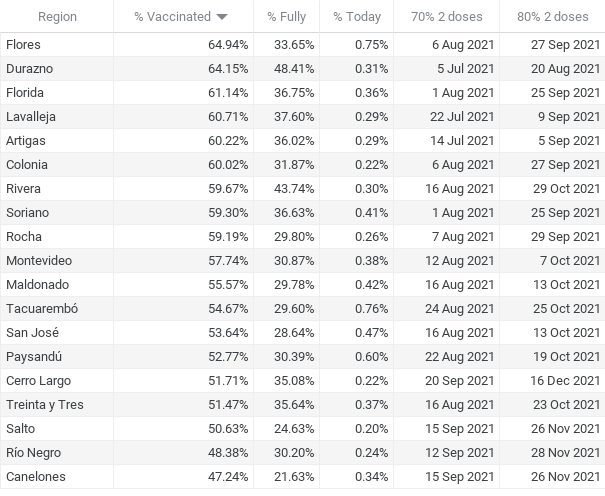 Region % Vaccinated % Fully % Today 70% 2 doses 80% 2 doses
Flores 64.94% 33.65% 0.75% 6 Aug 2021 27 Sep 2021
Durazno 64.15% 48.41% 0.31% 5 Jul 2021 20 Aug 2021
Florida 61.14% 36.75% 0.36% 1 Aug 2021 25 Sep 2021
Lavalleja 60.71% 37.60% 0.29% 22 Jul 2021 9 Sep 2021
Artigas 60.22% 36.02% 0.29% 14 Jul 2021 5 Sep 2021
Colonia 60.02% 31.87% 0.22% 6 Aug 2021 27 Sep 2021
Rivera 59.67% 43.74% 0.30% 16 Aug 2021 29 Oct 2021
Soriano 59.30% 36.63% 0.41% 1 Aug 2021 25 Sep 2021
Rocha 59.19% 29.80% 0.26% 7 Aug 2021 29 Sep 2021
Montevideo 57.74% 30.87% 0.38% 12 Aug 2021 7 Oct 2021
Maldonado 55.57% 29.78% 0.42% 16 Aug 2021 13 Oct 2021
Tacuarembó 54.67% 29.60% 0.76% 24 Aug 2021 25 Oct 2021
San José 53.64% 28.64% 0.47% 16 Aug 2021 13 Oct 2021
Paysandú 52.77% 30.39% 0.60% 22 Aug 2021 19 Oct 2021
Cerro Largo 51.71% 35.08% 0.22% 20 Sep 2021 16 Dec 2021
Treinta y Tres 51.47% 35.64% 0.37% 16 Aug 2021 23 Oct 2021
Salto 50.63% 24.63% 0.20% 15 Sep 2021 26 Nov 2021
Río Negro 48.38% 30.20% 0.24% 12 Sep 2021 28 Nov 2021
Canelones 47.24% 21.63% 0.34% 15 Sep 2021 26 Nov 2021